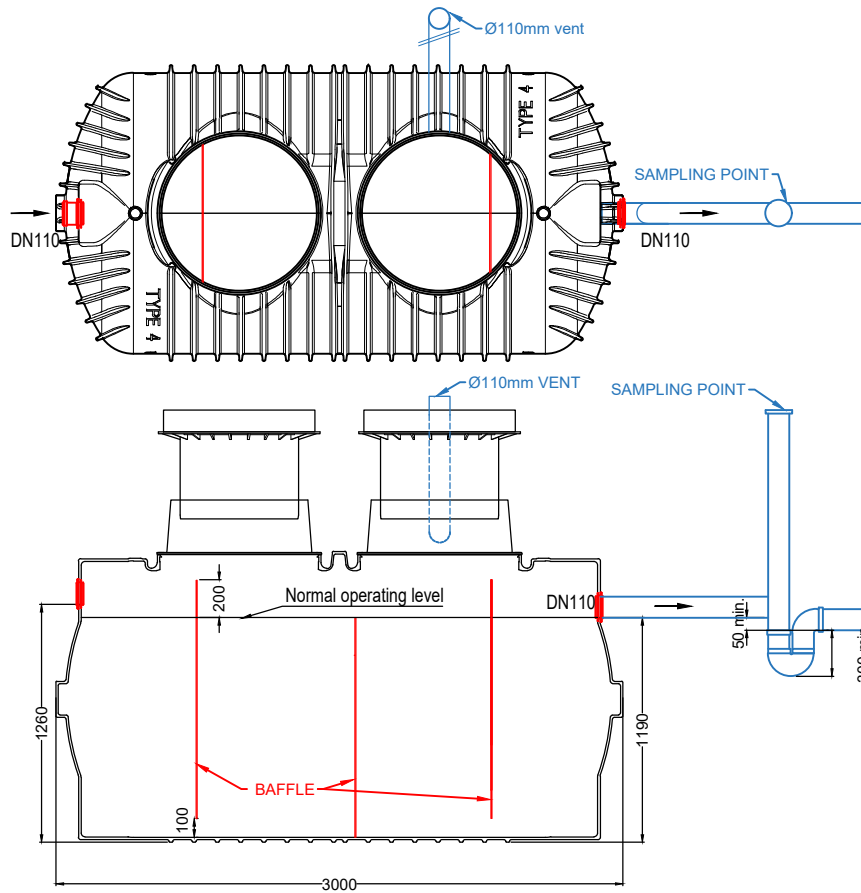 Ø110mm vent
TYPE 4
SAMPLING POINT
DN110
DN110
TYPE 4
Ø110mm VENT
SAMPLING POINT
200
Normal operating level
DN110
50 min.
1260
1190
BAFFLE
100
3000